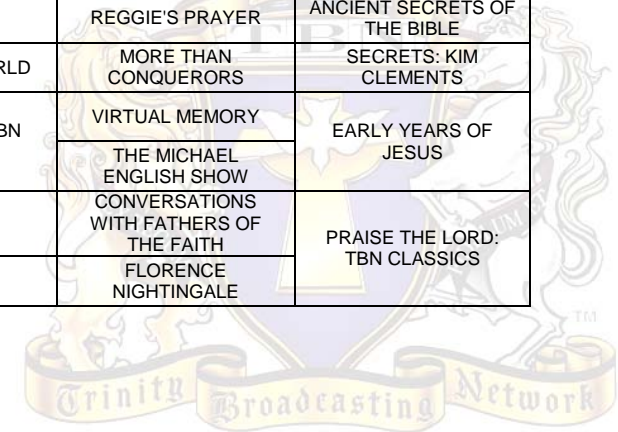 REGGIE'S PRAYER
ANCIENT SECRETS OF
THE BIBLE
RLD
MORE THAN
CONQUERORS
SECRETS: KIM
CLEMENTS
BN
VIRTUAL MEMORY
EARLY YEARS OF
JESUS
THE MICHAEL
ENGLISH SHOW
CONVERSATIONS
WITH FATHERS OF
THE FAITH
PRAISE THE LORD:
TBN CLASSICS
FLORENCE
NIGHTINGALE
TBN
TM
Trinity Broadcasting Network